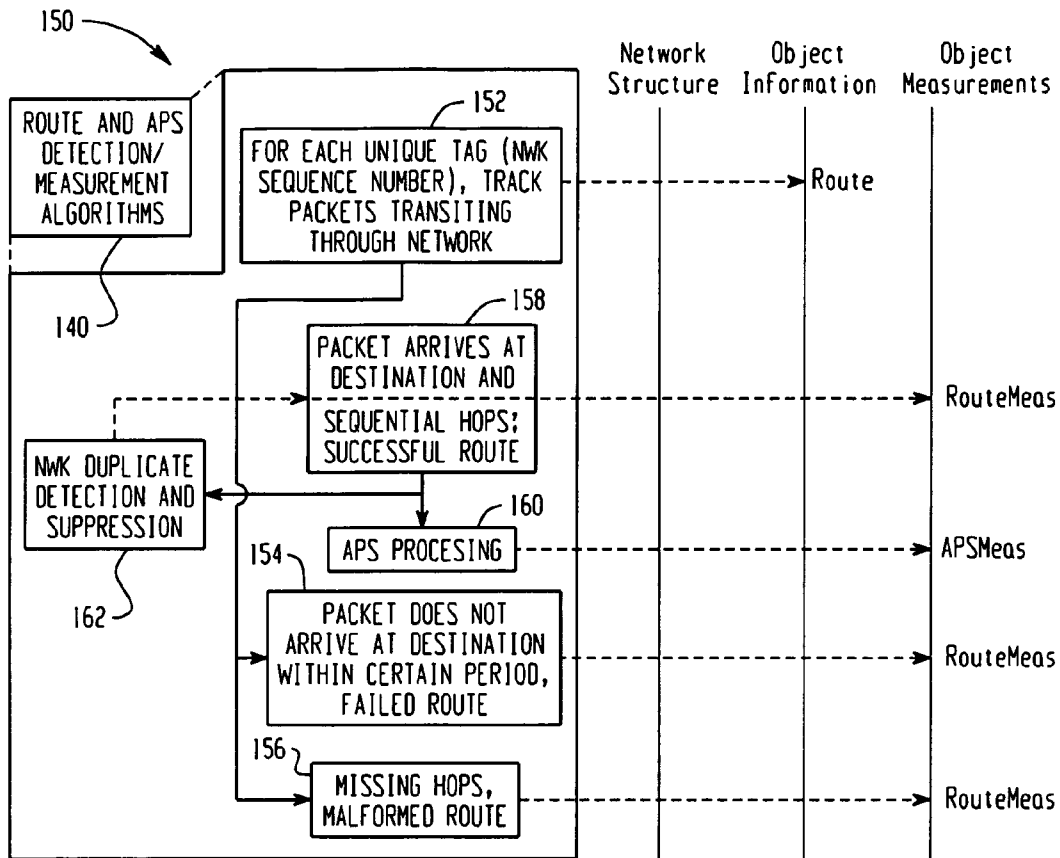 150
Network
Structure
Object
Information
Object
Measurements
ROUTE AND APS
DETECTION/
MEASUREMENT
ALGORITHMS
140
152
FOR EACH UNIQUE TAG (NWK
SEQUENCE NUMBER), TRACK
PACKETS TRANSITING
THROUGH NETWORK
Route
158
PACKET ARRIVES AT
DESTINATION AND
SEQUENTIAL HOPS;
SUCCESSFUL ROUTE
RouteMeas
NWK DUPLICATE
DETECTION AND
SUPPRESSION
162
160
APS PROCESING
APSMeas
154
PACKET DOES NOT
ARRIVE AT DESTINATION
WITHIN CERTAIN PERIOD,
FAILED ROUTE
RouteMeas
156
MISSING HOPS,
MALFORMED ROUTE
RouteMeas